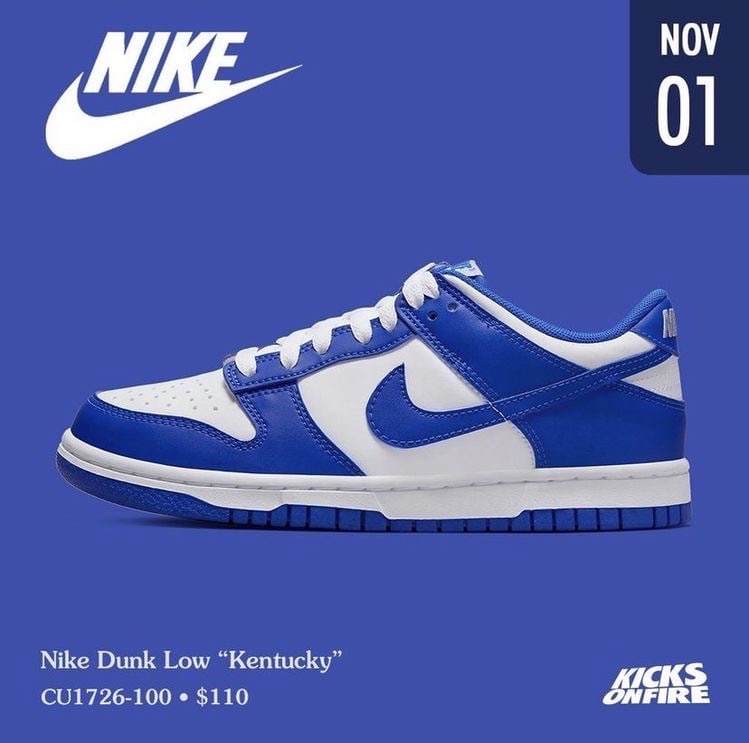 NIKE
NOV
01
Nike Dunk Low “Kentucky”
CU1726-100 • $110
KICKS
ONFIRE